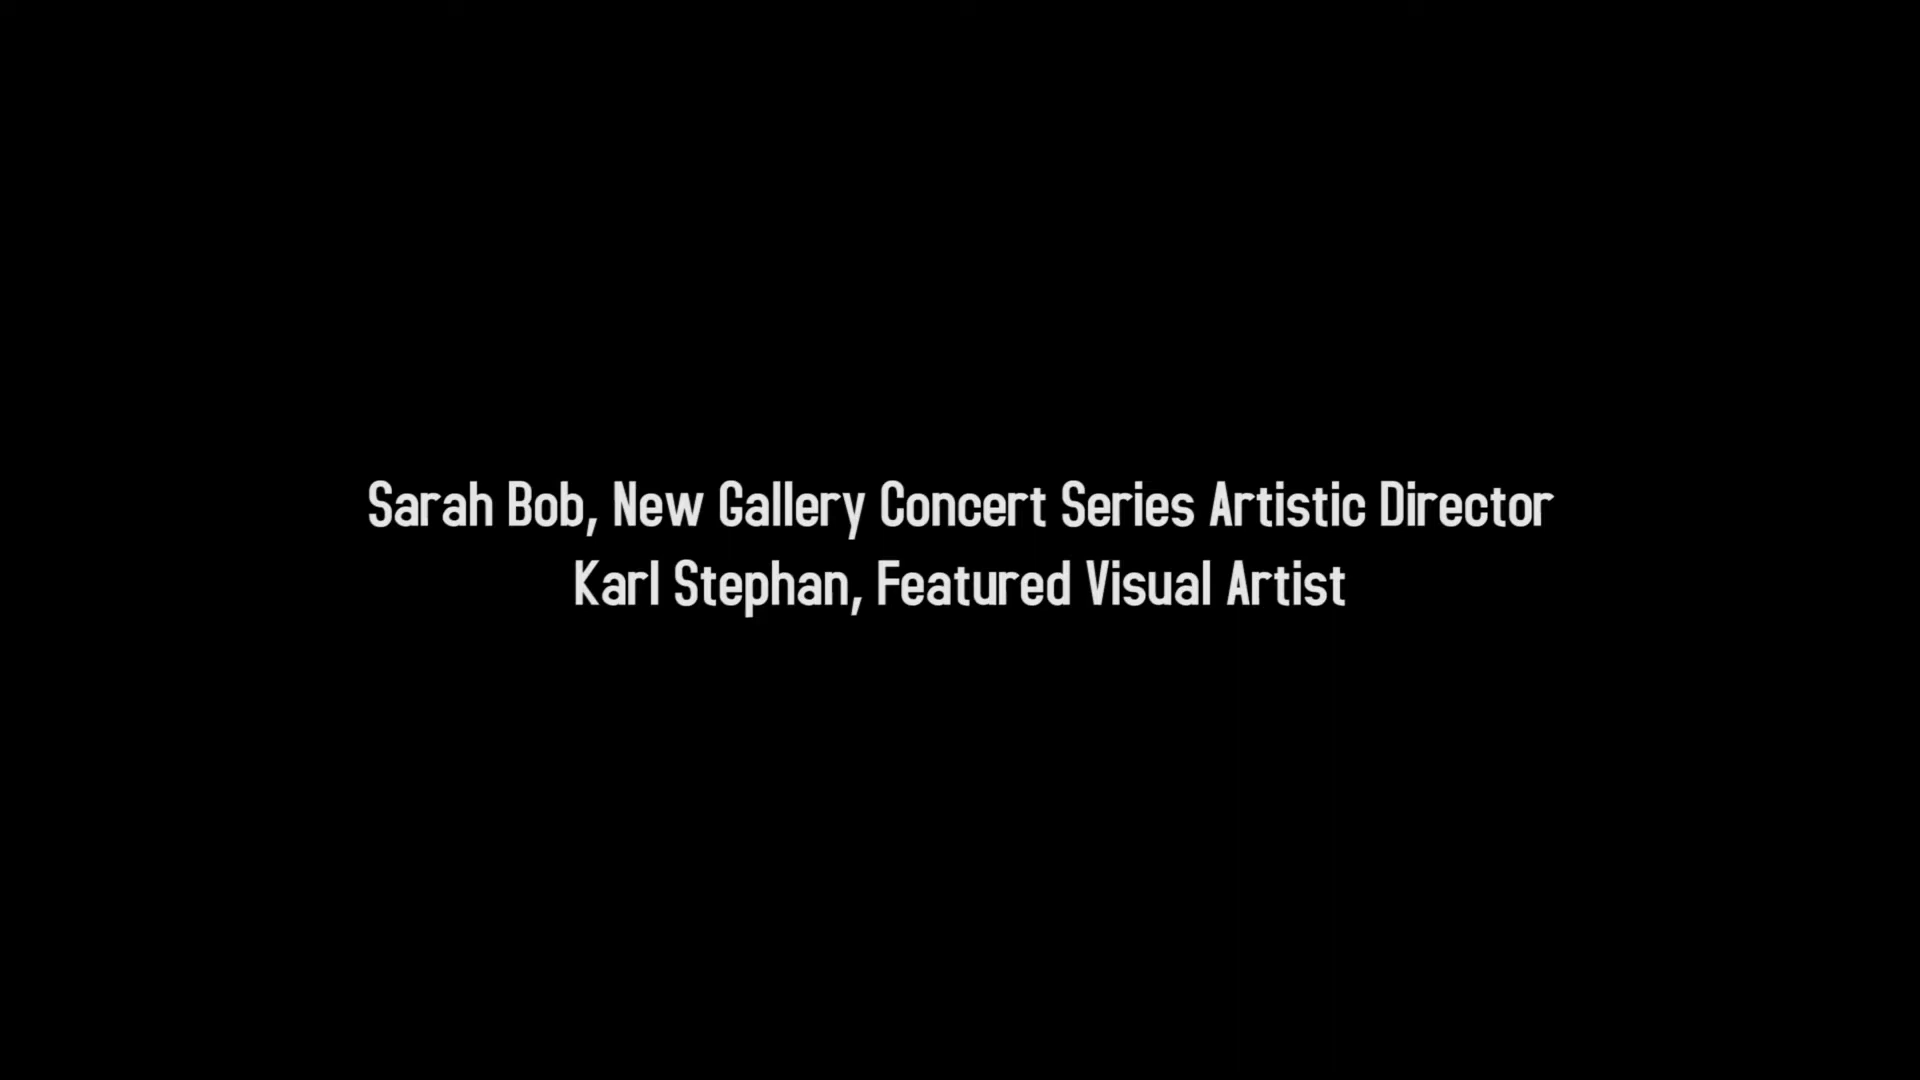 Sarah Bob, New Gallery Concert Series Artistic Director
Karl Stephan, Featured Visual Artist